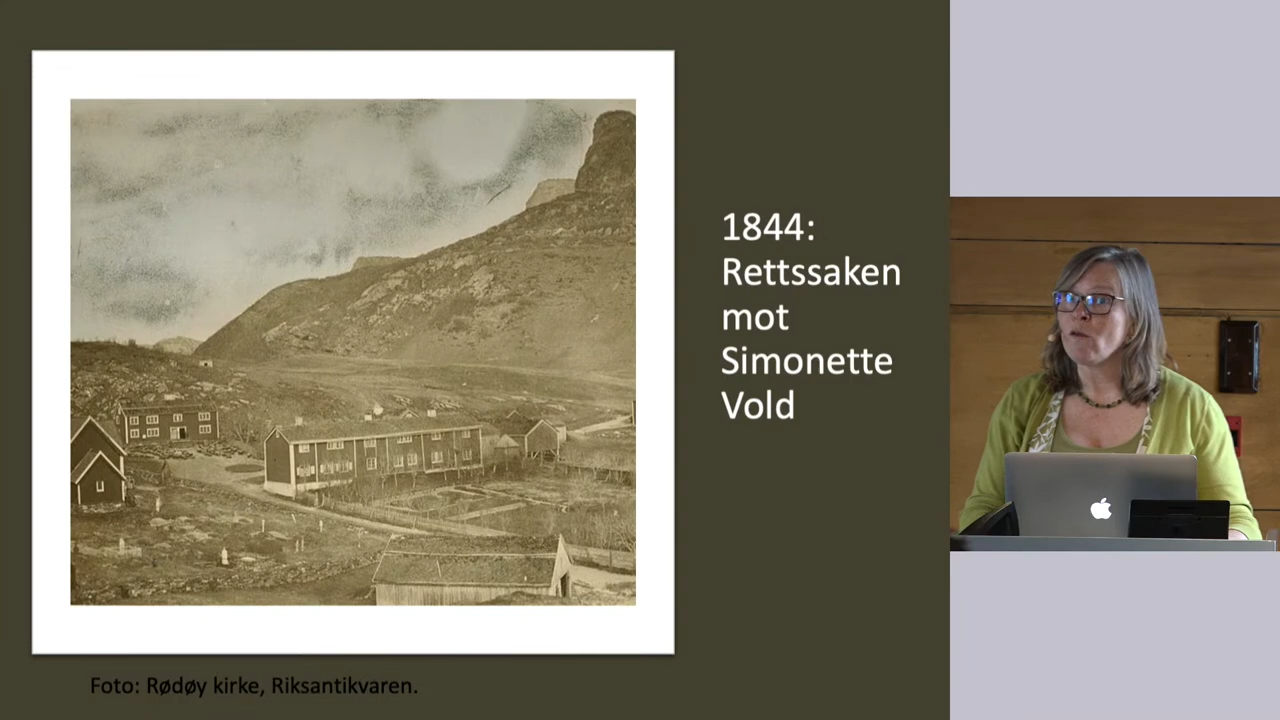 1844:
Rettssaken
mot
Simonette
Vold
Foto: Rødøy kirke, Riksantikvaren.